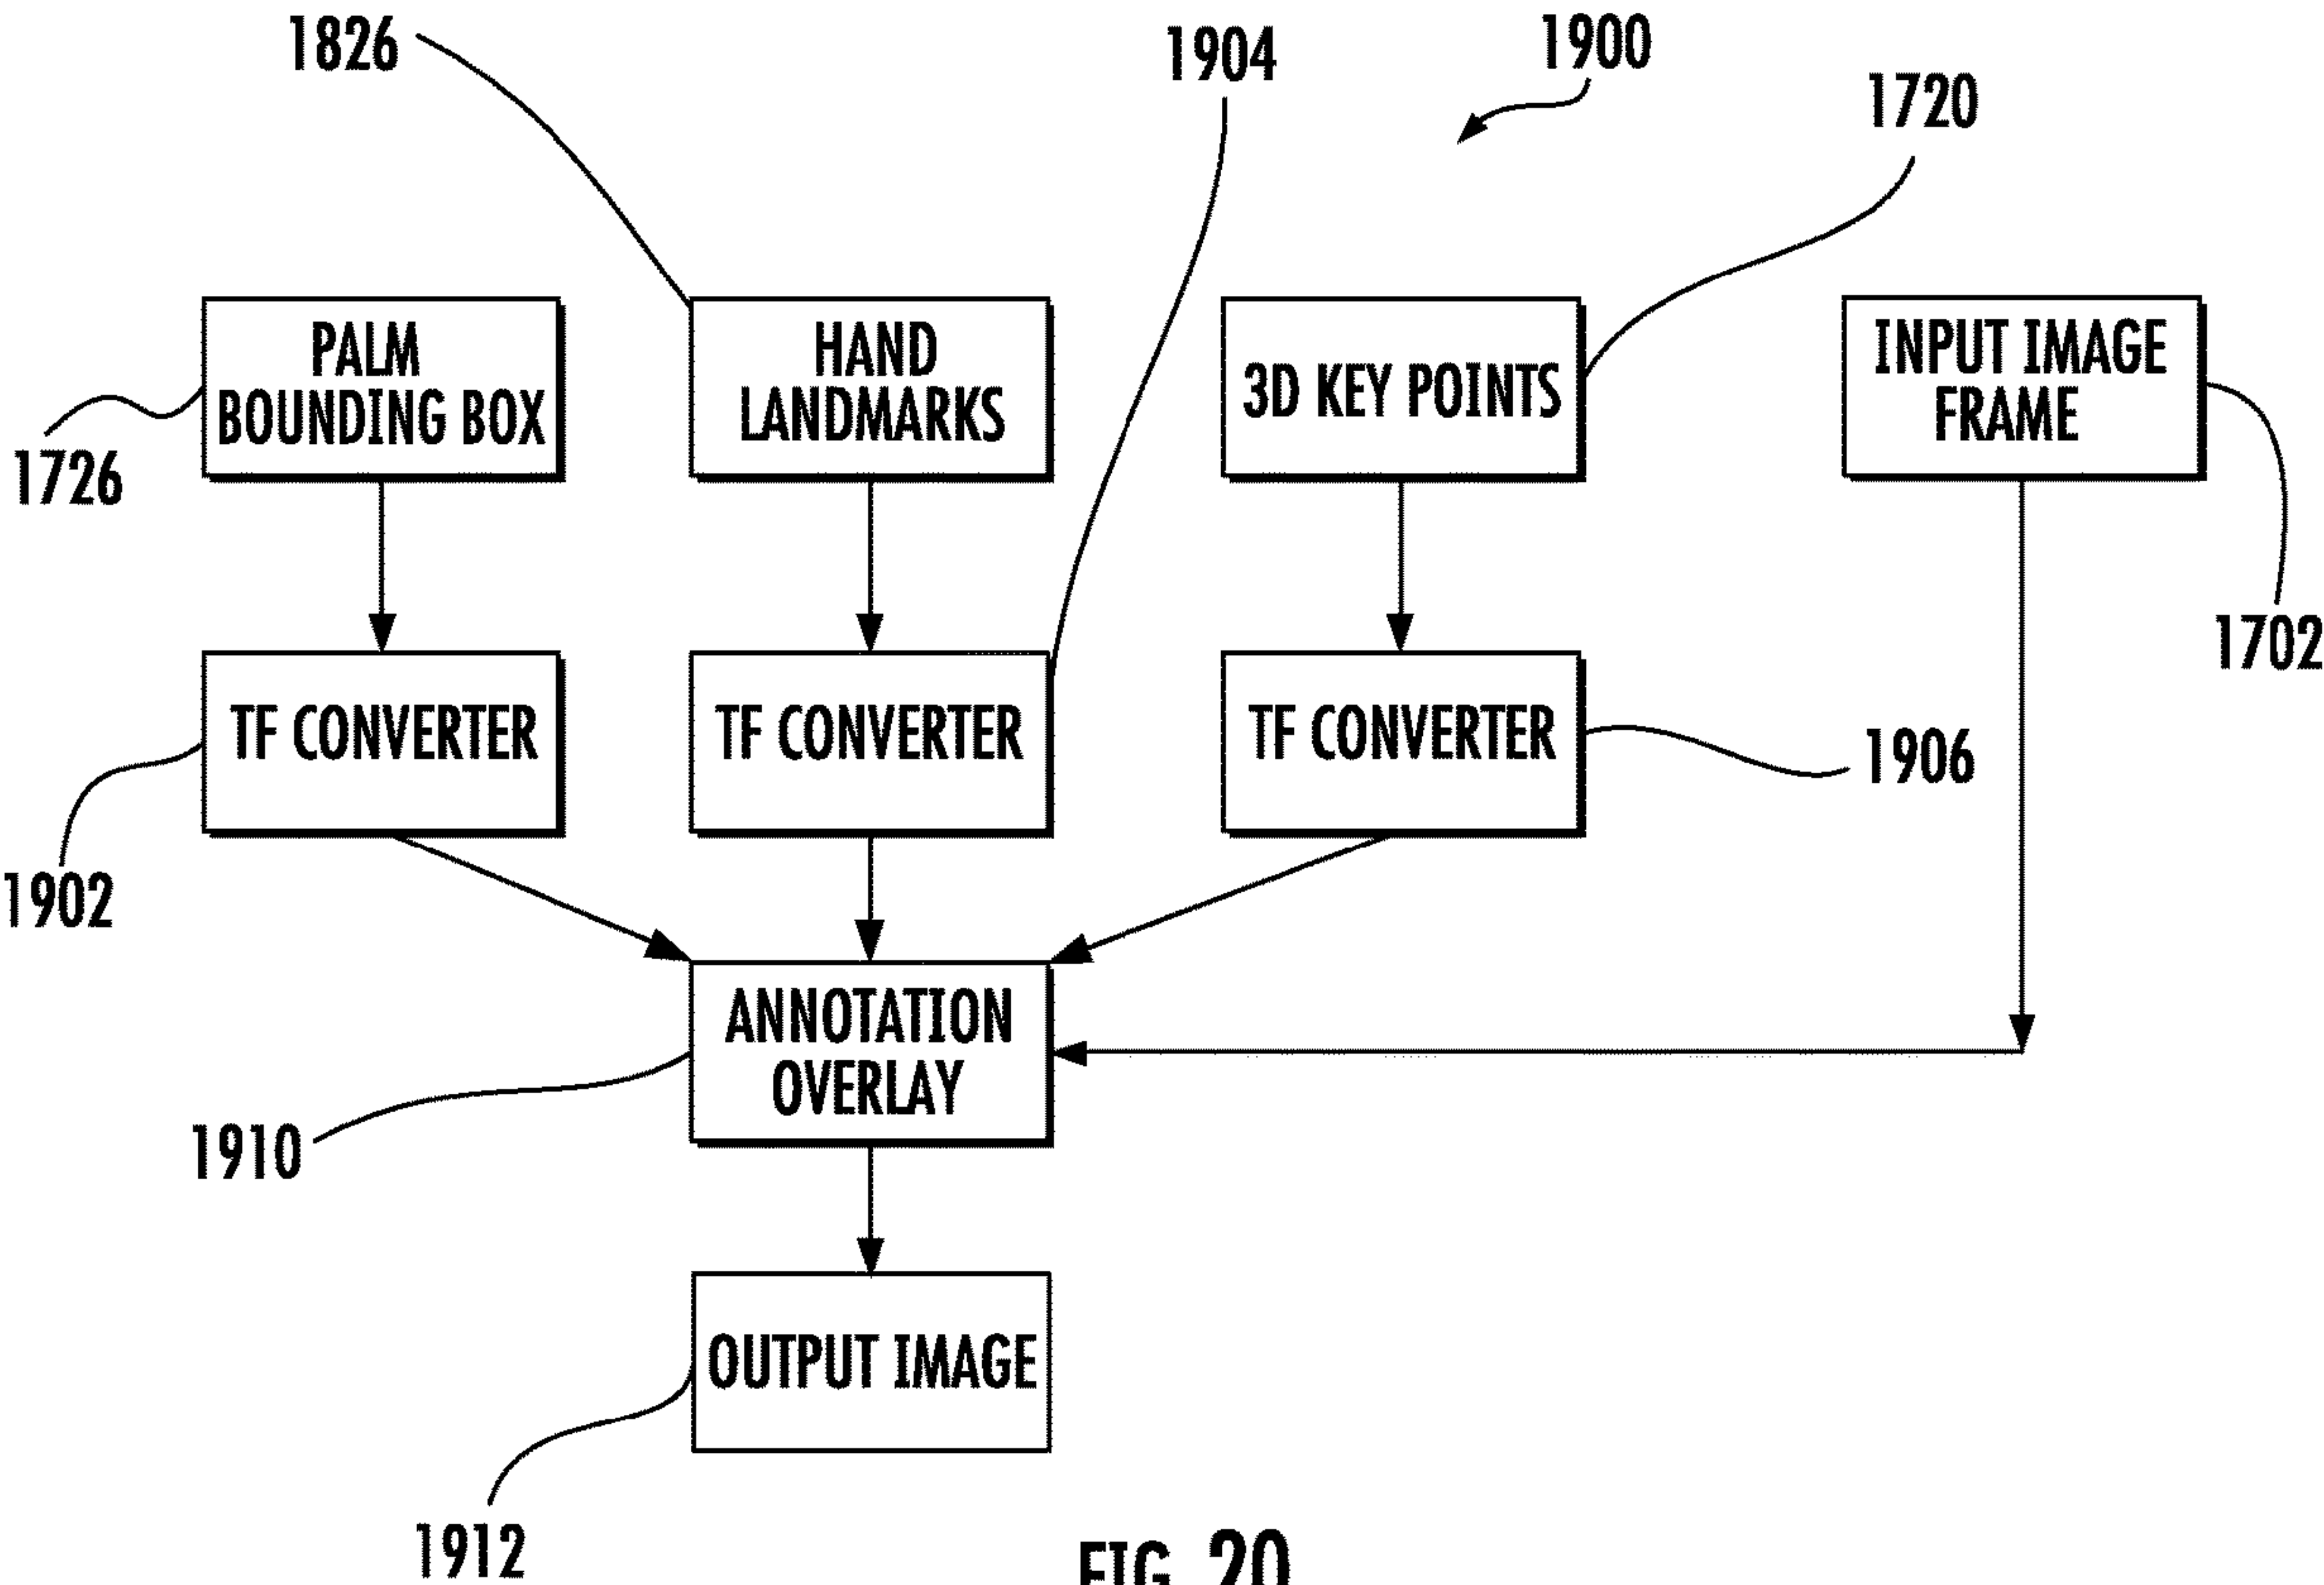 1826
1904
1900
1720
PALM
BOUNDING BOX
HAND
LANDMARKS
3D KEY POINTS
INPUT IMAGE
FRAME
1726
1702
TF CONVERTER
TF CONVERTER
TF CONVERTER
1906
1902
ANNOTATION
OVERLAY
1910
OUTPUT IMAGE
1912
FIG. 20